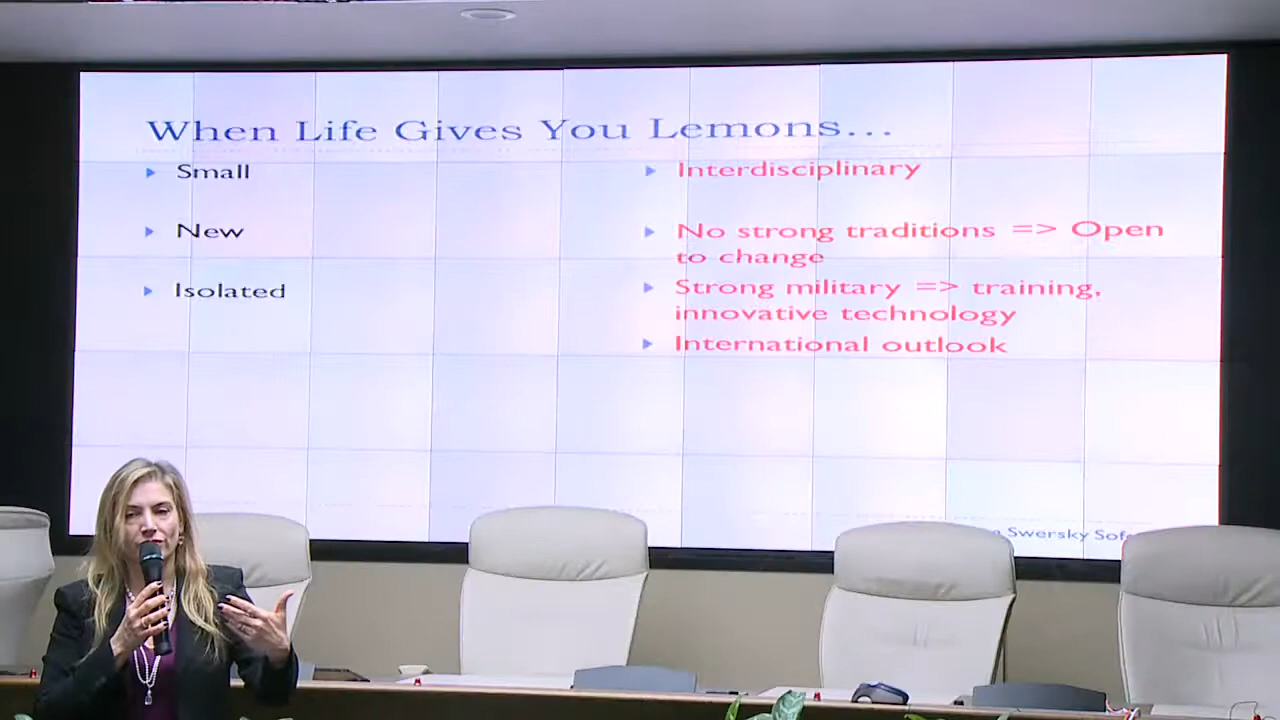 When Life Gives You Lemons...
Small
New
Isolated
Interdisciplinary
No strong traditions => Open
to change
Strong military => training,
innovative technology
International outlook
Swersky